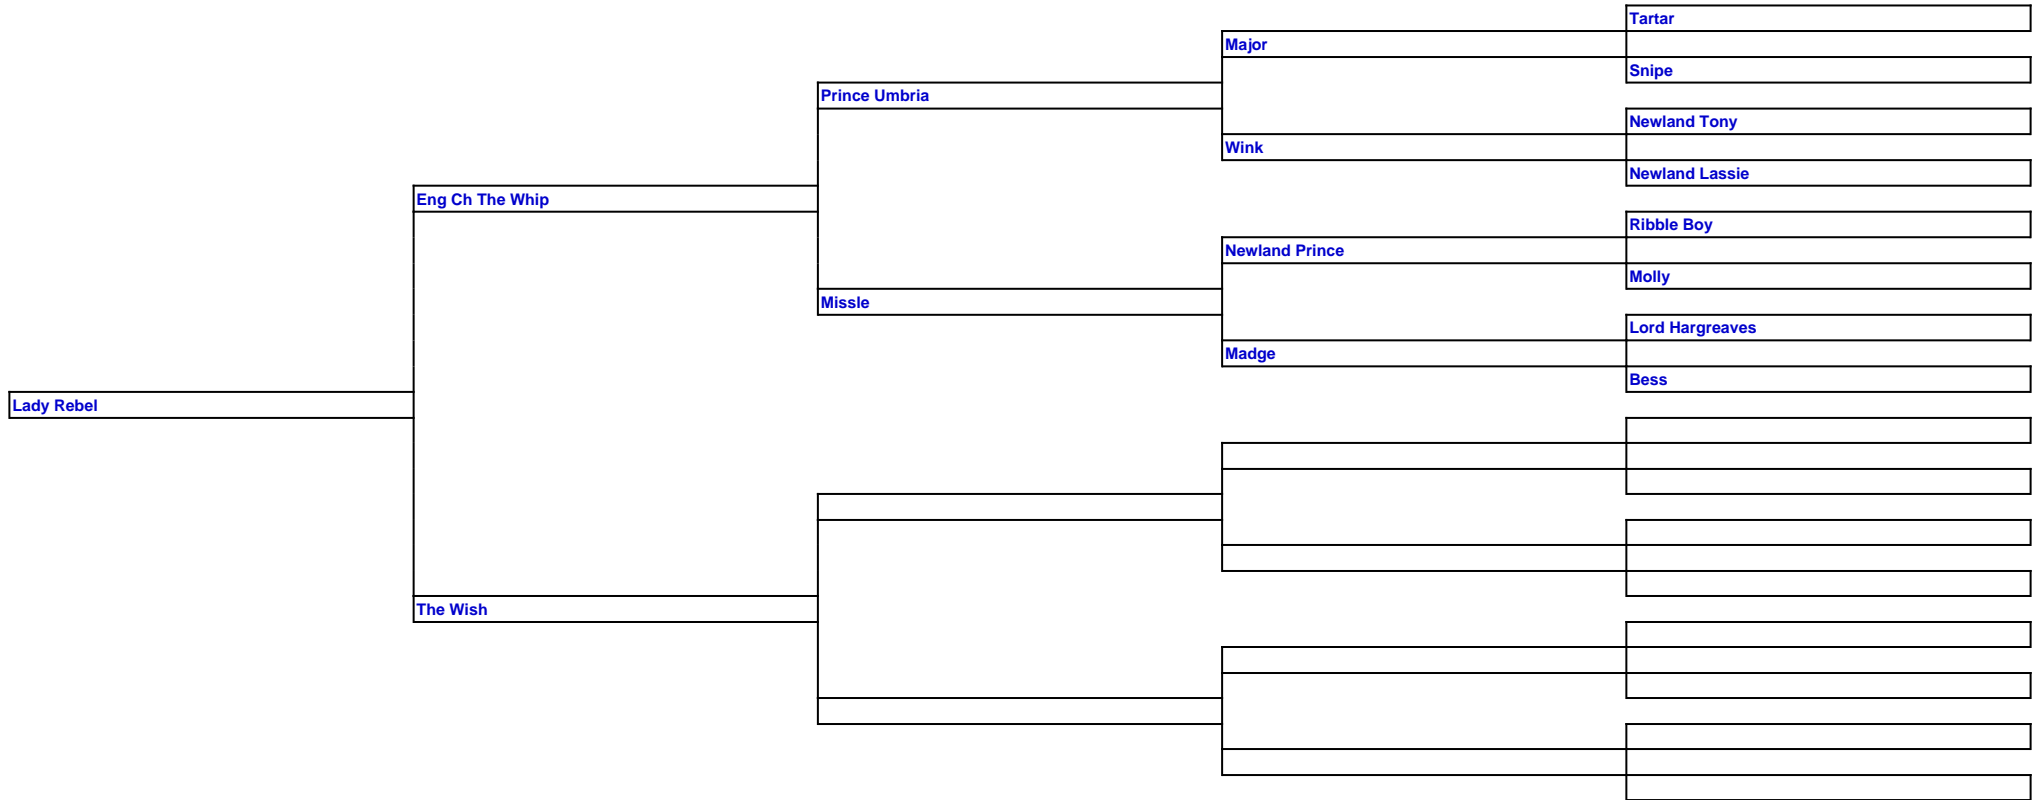 Tartar
Major
Snipe
Prince Umbria
Newland Tony
Wink
Newland Lassie
Eng Ch The Whip
Ribble Boy
Newland Prince
Molly
Missle
Lord Hargreaves
Madge
Bess
Lady Rebel
The Wish